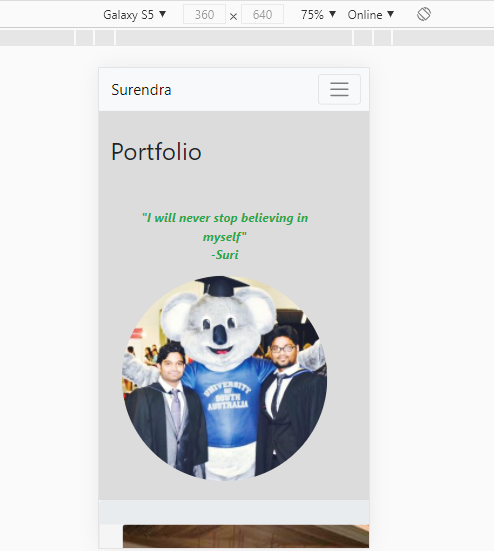 Galaxy S5 ▼ 360 × 640 75% ▼ Online ▼
Surendra
Portfolio
"I will never stop believing in
myself"
-Suri
UNIVERSITY
OF
SOUTH
AUSTRALIA